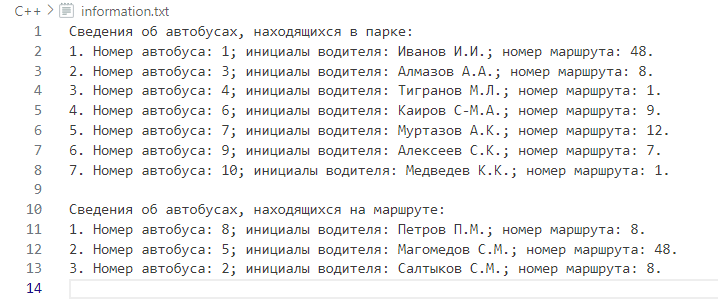 C++ > information.txt
1 Сведения об автобусах, находящихся в парке:
2 1. Номер автобуса: 1; инициалы водителя: Иванов И.И.; номер маршрута: 48.
3 2. Номер автобуса: 3; инициалы водителя: Алмазов А.А.; номер маршрута: 8.
4 3. Номер автобуса: 4; инициалы водителя: Тигранов М.Л.; номер маршрута: 1.
5 4. Номер автобуса: 6; инициалы водителя: Каиров С-М.А.; номер маршрута: 9.
6 5. Номер автобуса: 7; инициалы водителя: Муртазов А.К.; номер маршрута: 12.
7 6. Номер автобуса: 9; инициалы водителя: Алексеев С.К.; номер маршрута: 7.
8 7. Номер автобуса: 10; инициалы водителя: Медведев К.К.; номер маршрута: 1.
9
10 Сведения об автобусах, находящихся на маршруте:
11 1. Номер автобуса: 8; инициалы водителя: Петров П.М.; номер маршрута: 8.
12 2. Номер автобуса: 5; инициалы водителя: Магомедов С.М.; номер маршрута: 48.
13 3. Номер автобуса: 2; инициалы водителя: Салтыков С.М.; номер маршрута: 8.
14